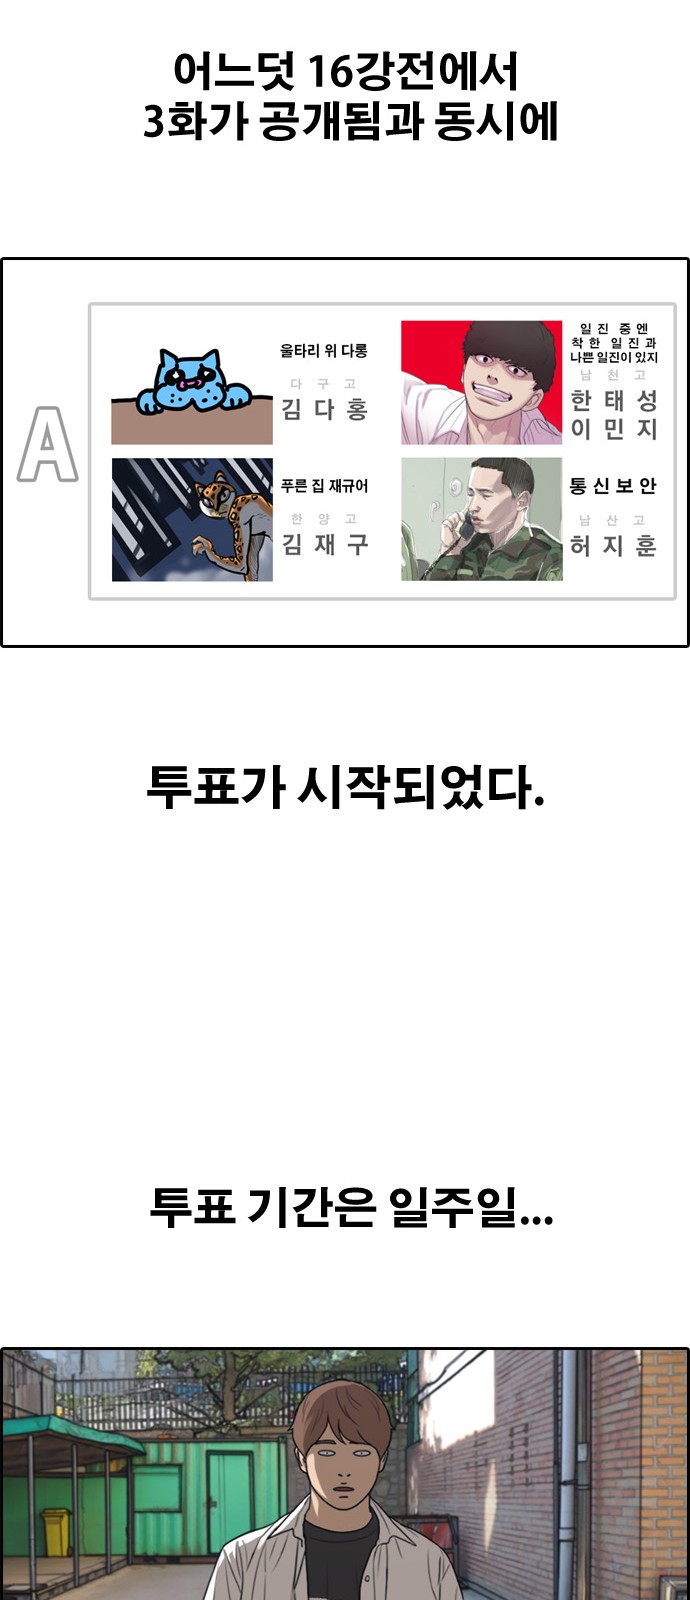 어느덧 16강전에서
3화가 공개됨과 동시에
A
울타리 위 다롱
다구고
김다홍
일진 중엔
착한 일진과
나쁜 일진이 있지
남천고
한태성
이민지
푸른 집 재규어
한양고
김재구
통신보안
남산고
허지훈
투표가 시작되었다.
투표 기간은 일주일...